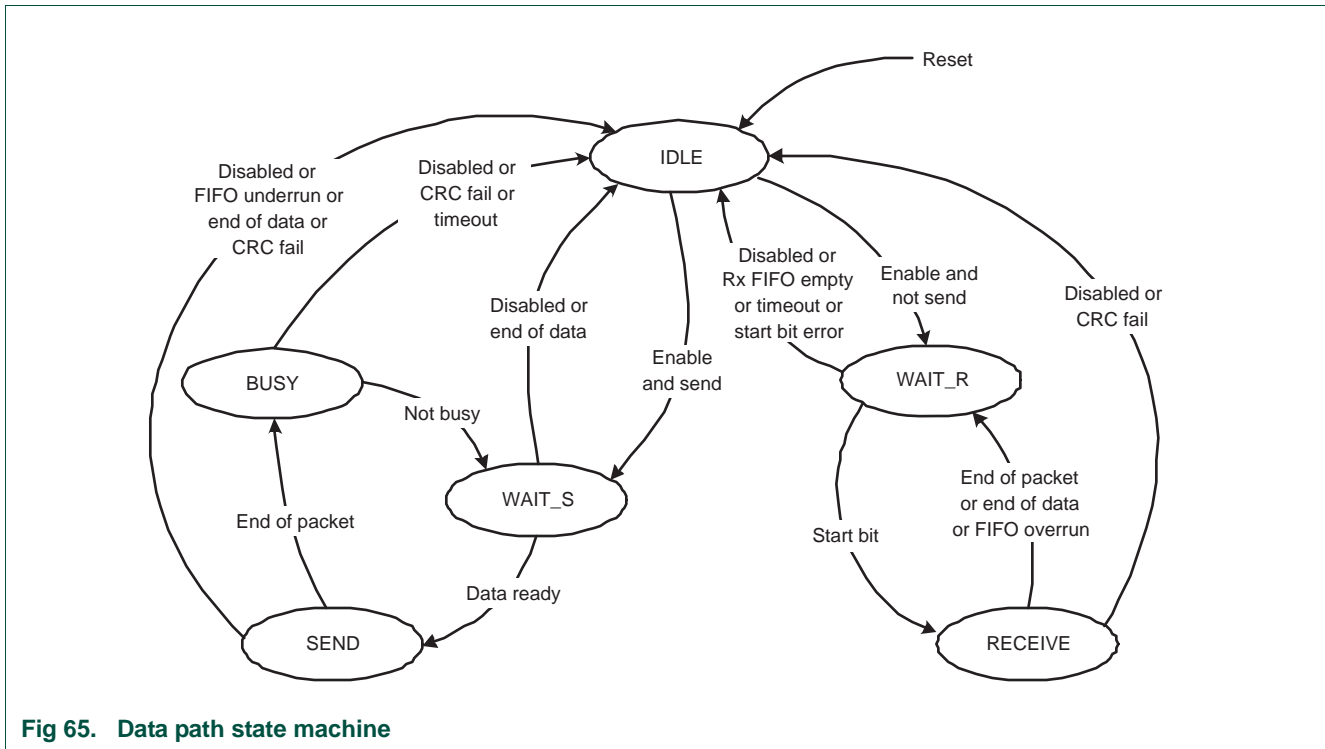 Reset
IDLE
Disabled or
FIFO underrun or
end of data or
CRC fail
Disabled or
CRC fail or
timeout
Disabled or
end of data
Enable
and send
Disabled or
Rx FIFO empty
or timeout or
start bit error
Enable and
not send
Disabled or
CRC fail
BUSY
Not busy
WAIT_R
WAIT_S
End of packet
Data ready
Start bit
End of packet
or end of data
or FIFO overrun
SEND
RECEIVE
Fig 65. Data path state machine